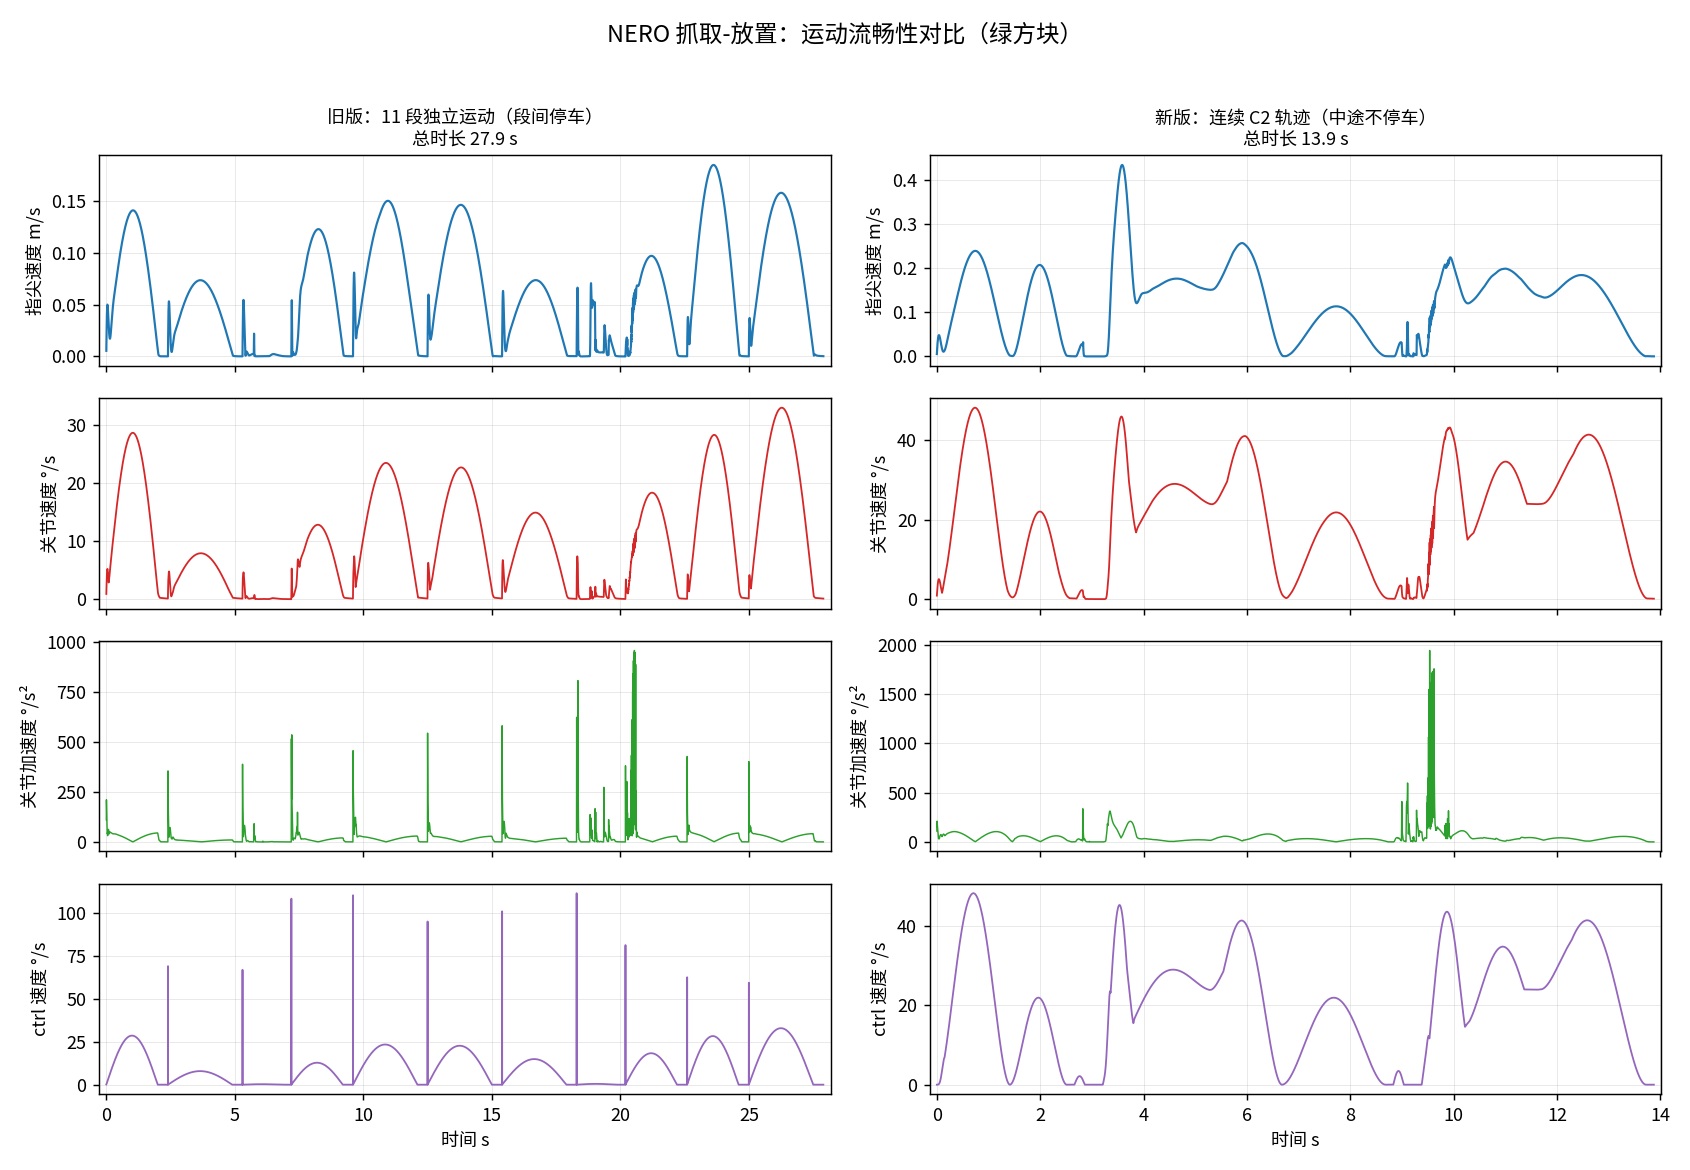 NERO 抓取-放置：运动流畅性对比（绿方块）
旧版：11 段独立运动（段间停车）
总时长 27.9 s
新版：连续 C2 轨迹（中途不停车）
总时长 13.9 s
指尖速度 m/s
0.15
0.10
0.05
0.00
指尖速度 m/s
0.4
0.3
0.2
0.1
0.0
关节速度 °/s
30
20
10
0
关节速度 °/s
40
20
0
关节加速度 °/s²
1000
750
500
250
0
关节加速度 °/s²
2000
1500
1000
500
0
ctrl 速度 °/s
100
75
50
25
0
0 5 10 15 20 25
时间 s
ctrl 速度 °/s
40
20
0
0 2 4 6 8 10 12 14
时间 s